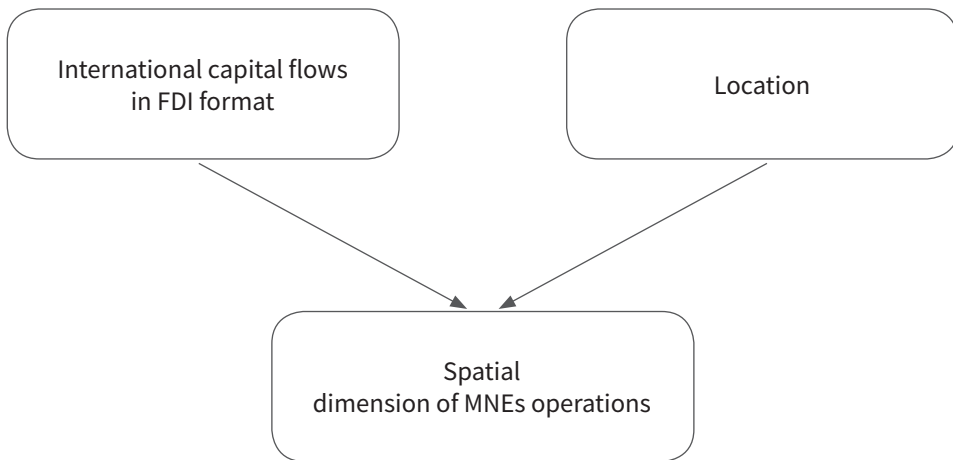 International capital flows
in FDI format
Location
Spatial
dimension of MNEs operations